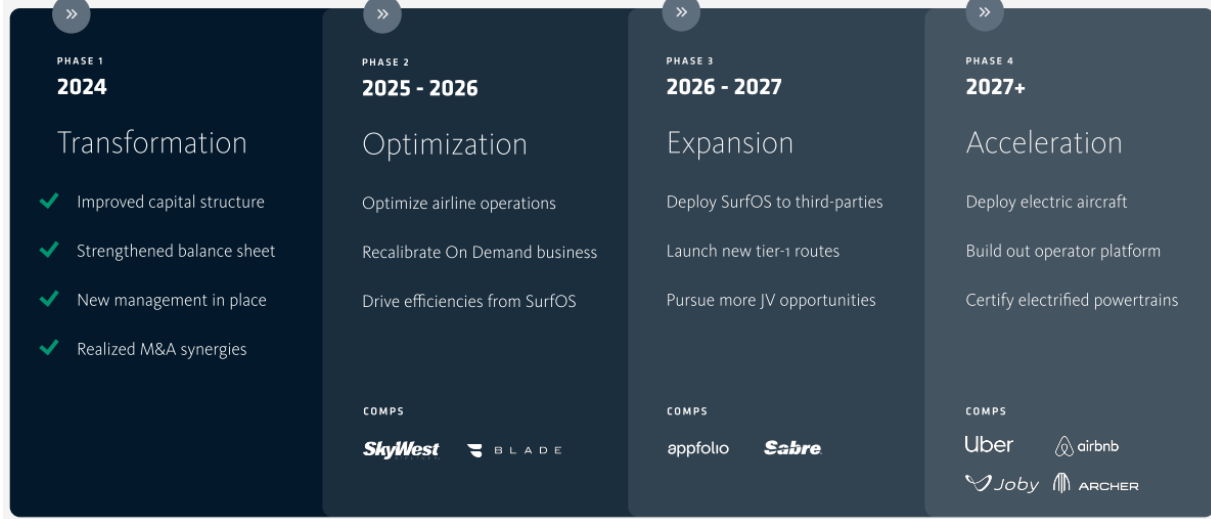 PHASE 1
2024
Transformation
Improved capital structure
Strengthened balance sheet
New management in place
Realized M&A synergies
PHASE 2
2025 - 2026
Optimization
Optimize airline operations
Recalibrate On Demand business
Drive efficiencies from SurfOS
COMPS
SkyWest
BLADE
PHASE 3
2026 - 2027
Expansion
Deploy SurfOS to third-parties
Launch new tier-1 routes
Pursue more JV opportunities
COMPS
appfolio
Sabre
PHASE 4
2027+
Acceleration
Deploy electric aircraft
Build out operator platform
Certify electrified powertrains
COMPS
Uber
airbnb
Joby
ARCHER